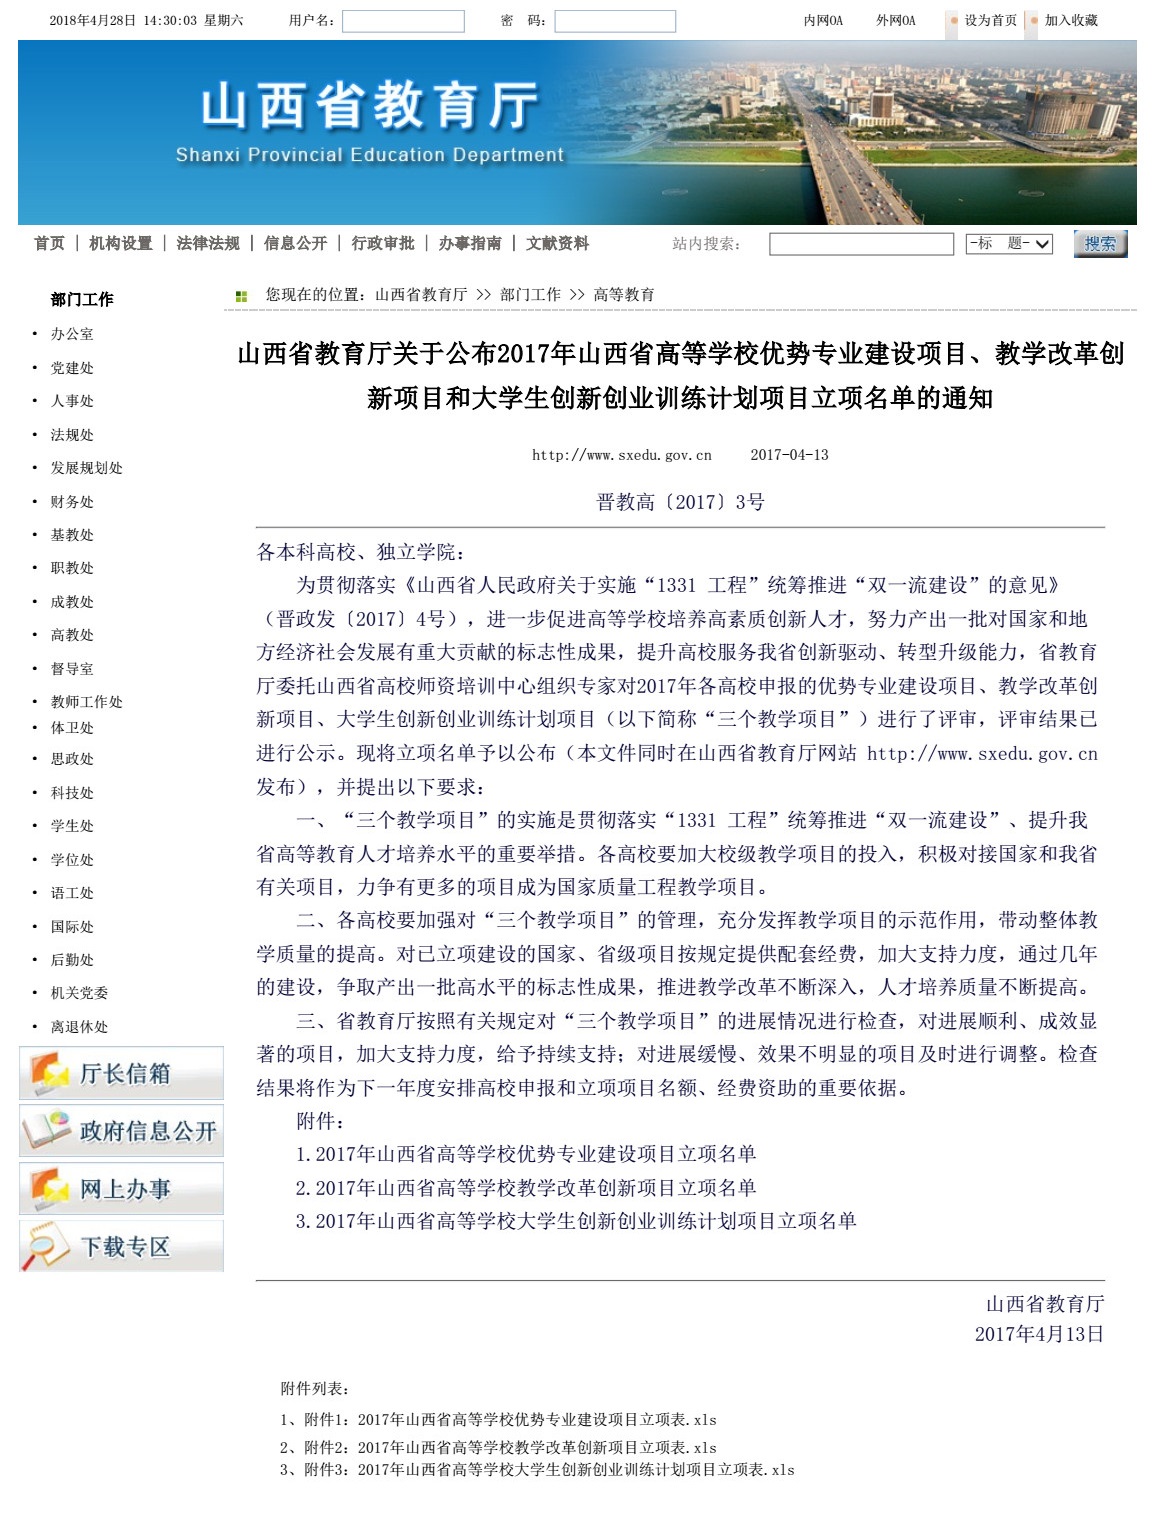 2018年4月28日 14:30:03 星期六 用户名： 密 码： 内网OA 外网OA 设为首页 加入收藏
山西省教育厅
Shanxi Provincial Education Department
首页 | 机构设置 | 法律法规 | 信息公开 | 行政审批 | 办事指南 | 文献资料 站内搜索： -标 题- 搜索
部门工作
• 办公室
• 党建处
• 人事处
• 法规处
• 发展规划处
• 财务处
• 基教处
• 职教处
• 成教处
• 高教处
• 督导室
• 教师工作处
• 体卫处
• 思政处
• 科技处
• 学生处
• 学位处
• 语工处
• 国际处
• 后勤处
• 机关党委
• 离退休处
厅长信箱
政府信息公开
网上办事
下载专区
您现在的位置：山西省教育厅 >> 部门工作 >> 高等教育
山西省教育厅关于公布2017年山西省高等学校优势专业建设项目、教学改革创
新项目和大学生创新创业训练计划项目立项名单的通知
http://www.sxedu.gov.cn 2017-04-13
晋教高〔2017〕3号
各本科高校、独立学院：
为贯彻落实《山西省人民政府关于实施“1331 工程”统筹推进“双一流建设”的意见》
（晋政发〔2017〕4号），进一步促进高等学校培养高素质创新人才，努力产出一批对国家和地
方经济社会发展有重大贡献的标志性成果，提升高校服务我省创新驱动、转型升级能力，省教育
厅委托山西省高校师资培训中心组织专家对2017年各高校申报的优势专业建设项目、教学改革创
新项目、大学生创新创业训练计划项目（以下简称“三个教学项目”）进行了评审，评审结果已
进行公示。现将立项名单予以公布（本文件同时在山西省教育厅网站 http://www.sxedu.gov.cn
发布），并提出以下要求：
一、“三个教学项目”的实施是贯彻落实“1331 工程”统筹推进“双一流建设”、提升我
省高等教育人才培养水平的重要举措。各高校要加大校级教学项目的投入，积极对接国家和我省
有关项目，力争有更多的项目成为国家质量工程教学项目。
二、各高校要加强对“三个教学项目”的管理，充分发挥教学项目的示范作用，带动整体教
学质量的提高。对已立项建设的国家、省级项目按规定提供配套经费，加大支持力度，通过几年
的建设，争取产出一批高水平的标志性成果，推进教学改革不断深入，人才培养质量不断提高。
三、省教育厅按照有关规定对“三个教学项目”的进展情况进行检查，对进展顺利、成效显
著的项目，加大支持力度，给予持续支持；对进展缓慢、效果不明显的项目及时进行调整。检查
结果将作为下一年度安排高校申报和立项项目名额、经费资助的重要依据。
附件：
1.2017年山西省高等学校优势专业建设项目立项名单
2.2017年山西省高等学校教学改革创新项目立项名单
3.2017年山西省高等学校大学生创新创业训练计划项目立项名单
山西省教育厅
2017年4月13日
附件列表：
1、附件1：2017年山西省高等学校优势专业建设项目立项表.xls
2、附件2：2017年山西省高等学校教学改革创新项目立项表.xls
3、附件3：2017年山西省高等学校大学生创新创业训练计划项目立项表.xls